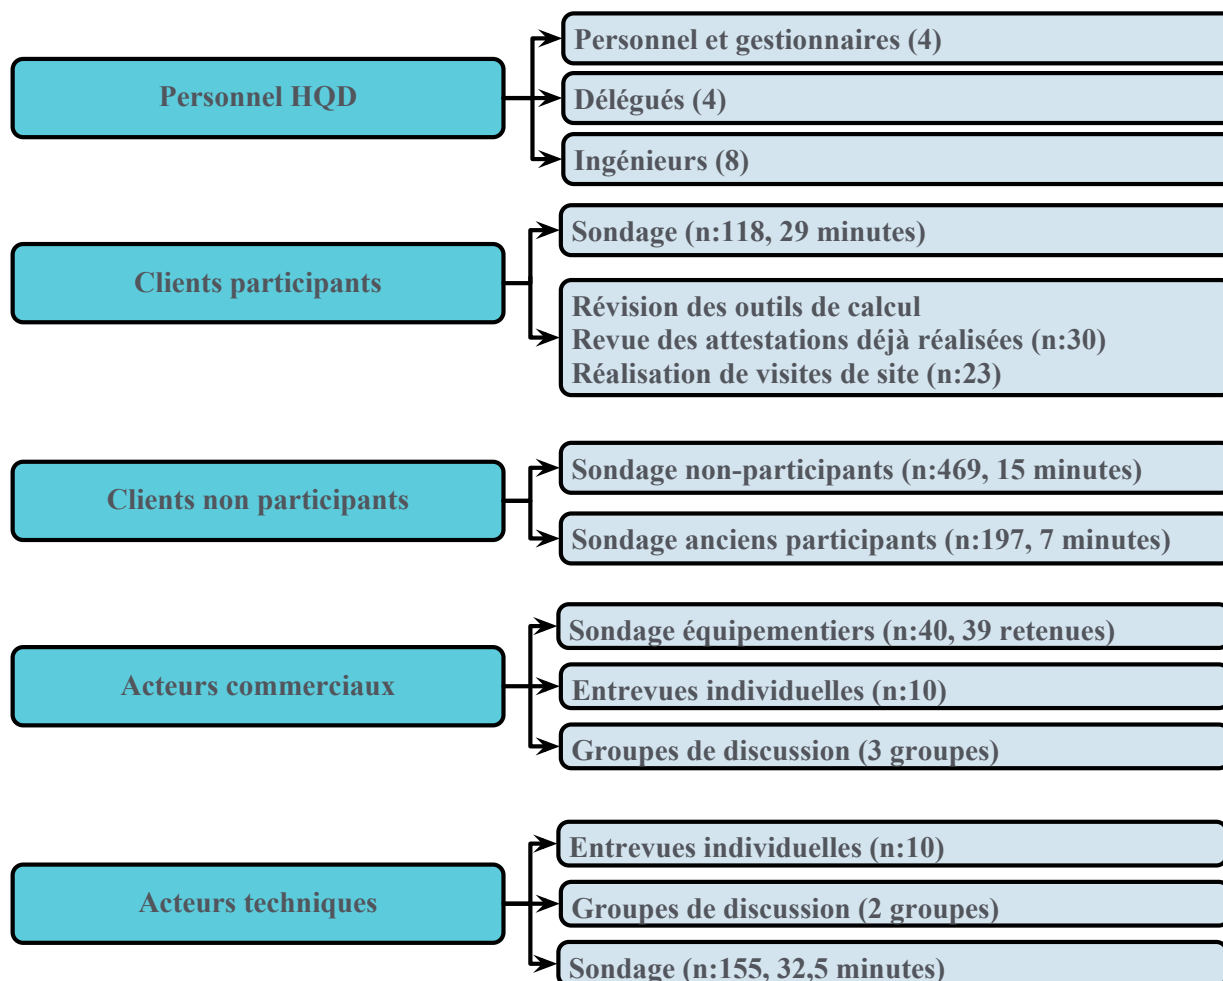 Personnel HQD
Personnel et gestionnaires (4)
Délégués (4)
Ingénieurs (8)
Clients participants
Sondage (n:118, 29 minutes)
Révision des outils de calcul
Revue des attestations déjà réalisées (n:30)
Réalisation de visites de site (n:23)
Clients non participants
Sondage non-participants (n:469, 15 minutes)
Sondage anciens participants (n:197, 7 minutes)
Acteurs commerciaux
Sondage équipementiers (n:40, 39 retenues)
Entrevues individuelles (n:10)
Groupes de discussion (3 groupes)
Acteurs techniques
Entrevues individuelles (n:10)
Groupes de discussion (2 groupes)
Sondage (n:155, 32,5 minutes)